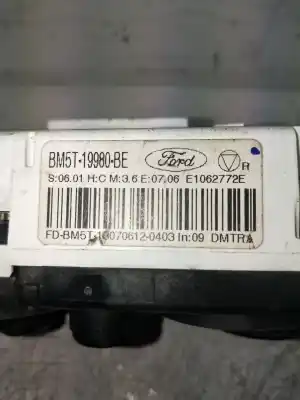 BM5T-19980-BE Ford R
S:06.01 H:C M:3.6 E:07.06 E1062772E
FD-BM5T-10070612-0403 In:09 DMTRA